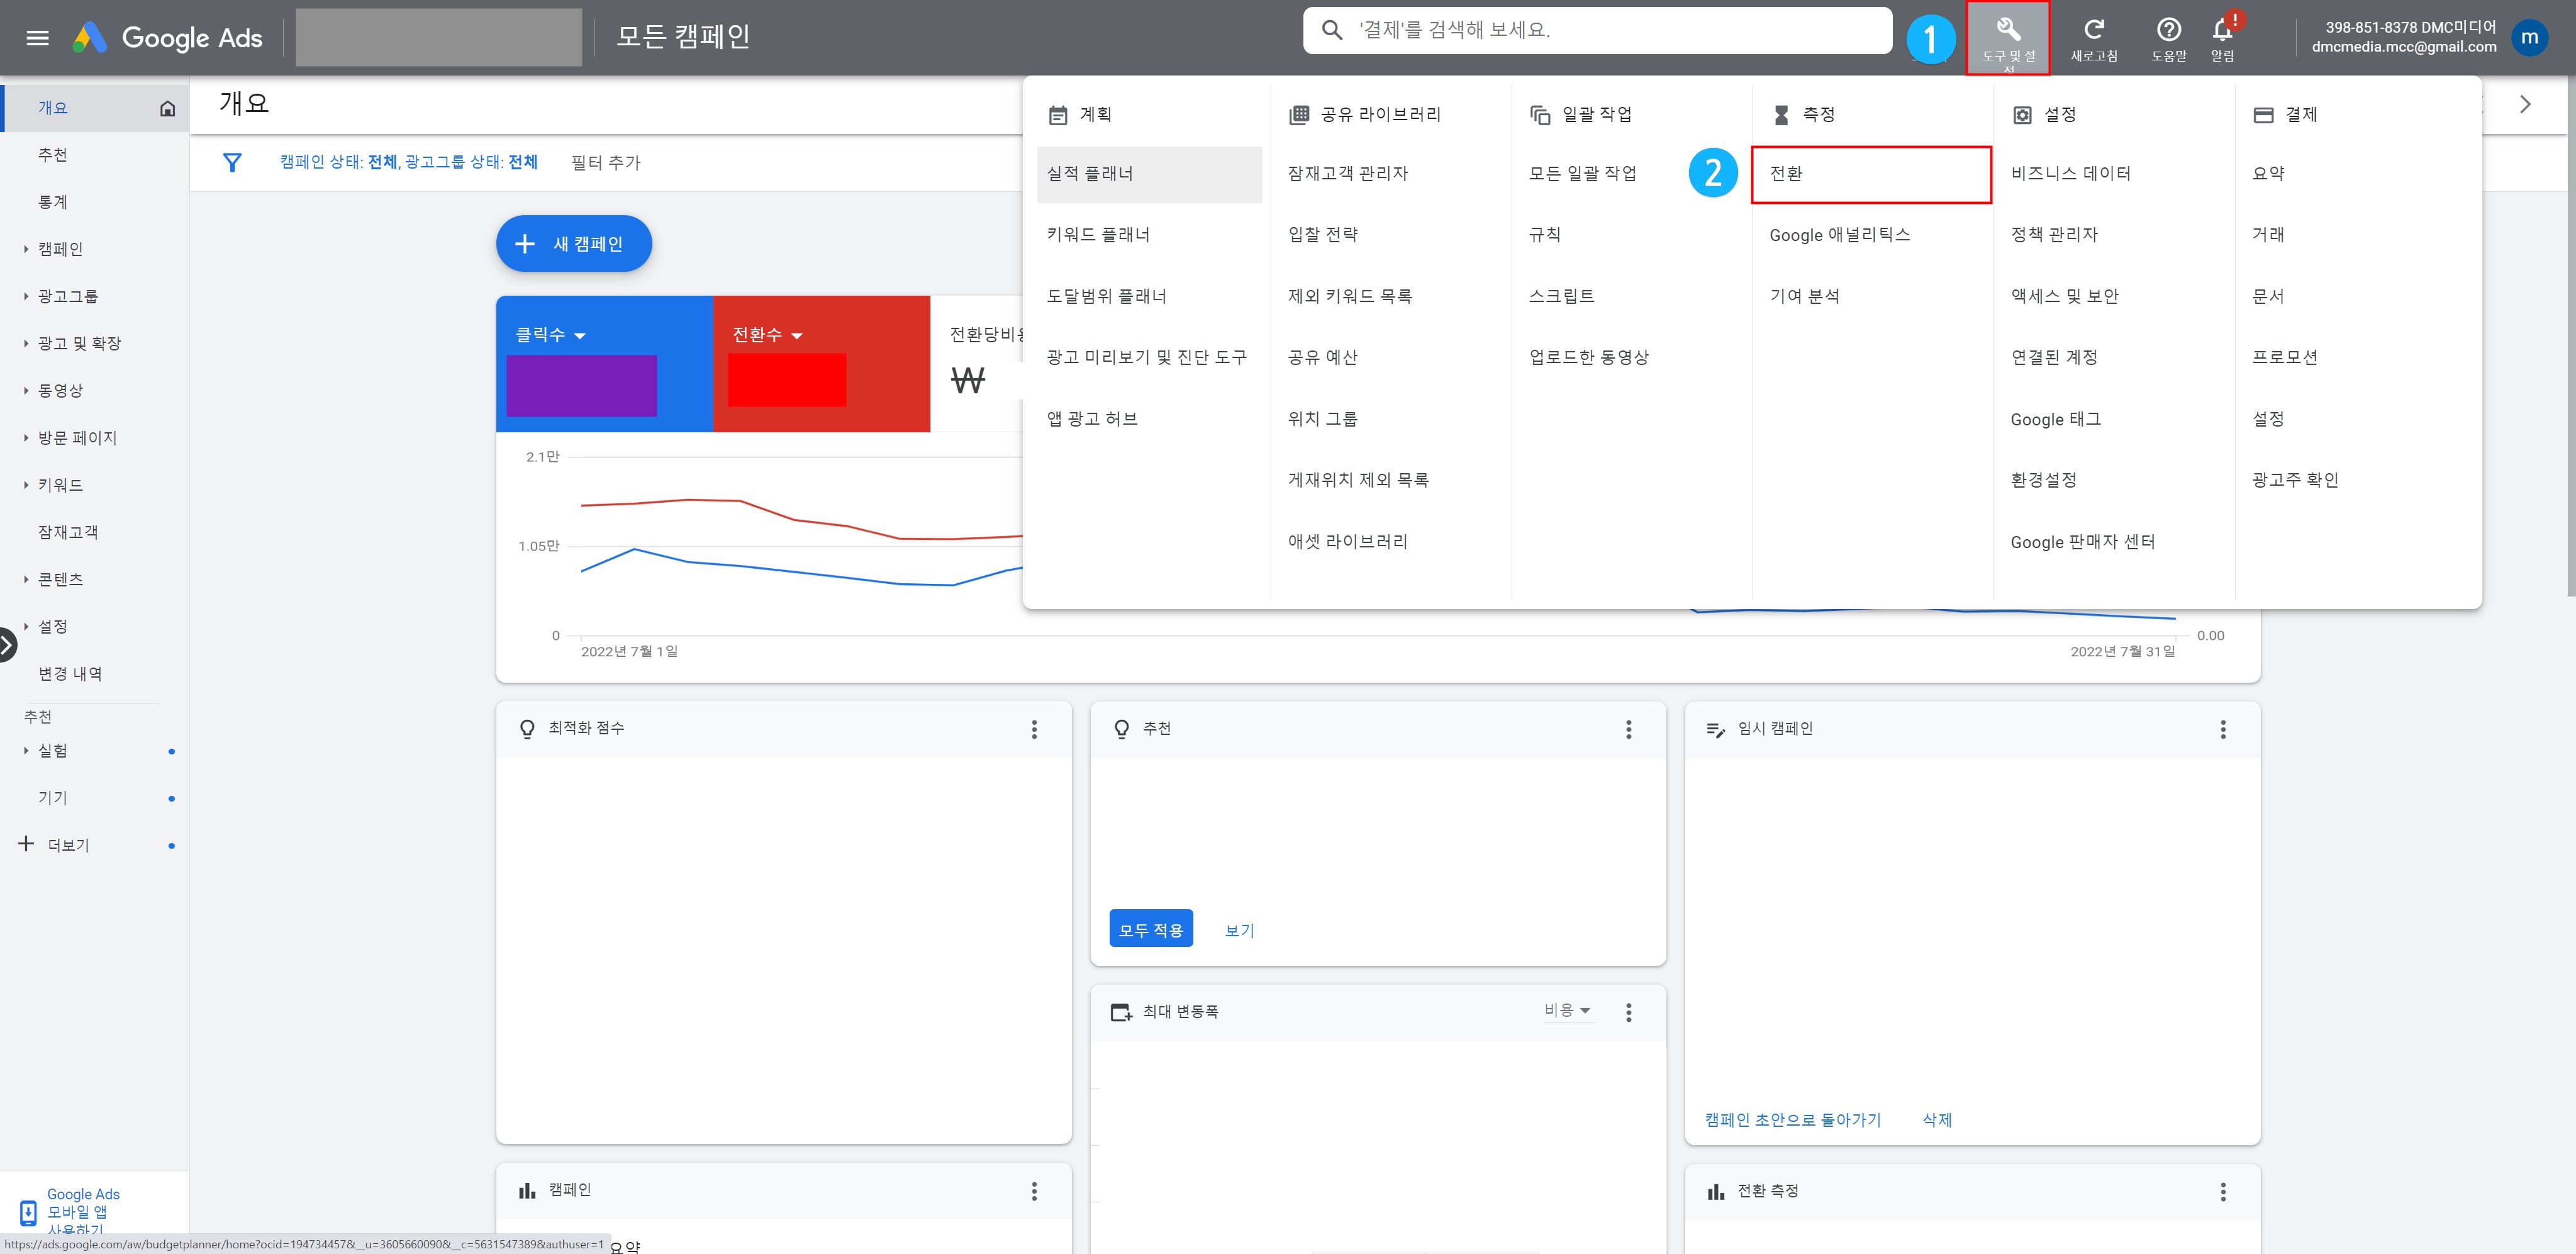 Google Ads
모든 캠페인
'결제'를 검색해 보세요.
1
도구 및 설
정
새로고침
도움말
알림
!
398-851-8378 DMC미디어
dmcmedia.mcc@gmail.com
m
개요
추천
통계
캠페인
광고그룹
광고 및 확장
동영상
방문 페이지
키워드
잠재고객
콘텐츠
설정
변경 내역
추천
실험
기기
더보기
Google Ads
모바일 앱
사용하기
개요
캠페인 상태: 전체, 광고그룹 상태: 전체
필터 추가
새 캠페인
클릭수
전환수
전환당비용
₩
2.1만
1.05만
0
0.00
2022년 7월 1일
2022년 7월 31일
계획
실적 플래너
키워드 플래너
도달범위 플래너
광고 미리보기 및 진단 도구
앱 광고 허브
공유 라이브러리
잠재고객 관리자
입찰 전략
제외 키워드 목록
공유 예산
위치 그룹
게재위치 제외 목록
애셋 라이브러리
일괄 작업
모든 일괄 작업
규칙
스크립트
업로드한 동영상
2
측정
전환
Google 애널리틱스
기여 분석
설정
비즈니스 데이터
정책 관리자
액세스 및 보안
연결된 계정
Google 태그
환경설정
Google 판매자 센터
결제
요약
거래
문서
프로모션
설정
광고주 확인
최적화 점수
추천
모두 적용
보기
임시 캠페인
캠페인 초안으로 돌아가기
삭제
최대 변동폭
비용
캠페인
요약
전환 측정
https://ads.google.com/aw/budgetplanner/home?ocid=194734457&__u=3605660090&__c=5631547389&authuser=1